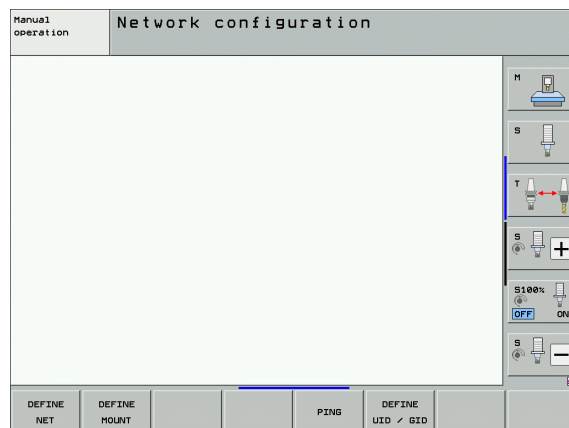 Manual
operation
Network configuration
M
S
T
S
+
S100%
OFF ON
S
−
DEFINE
NET
DEFINE
MOUNT
PING
DEFINE
UID / GID